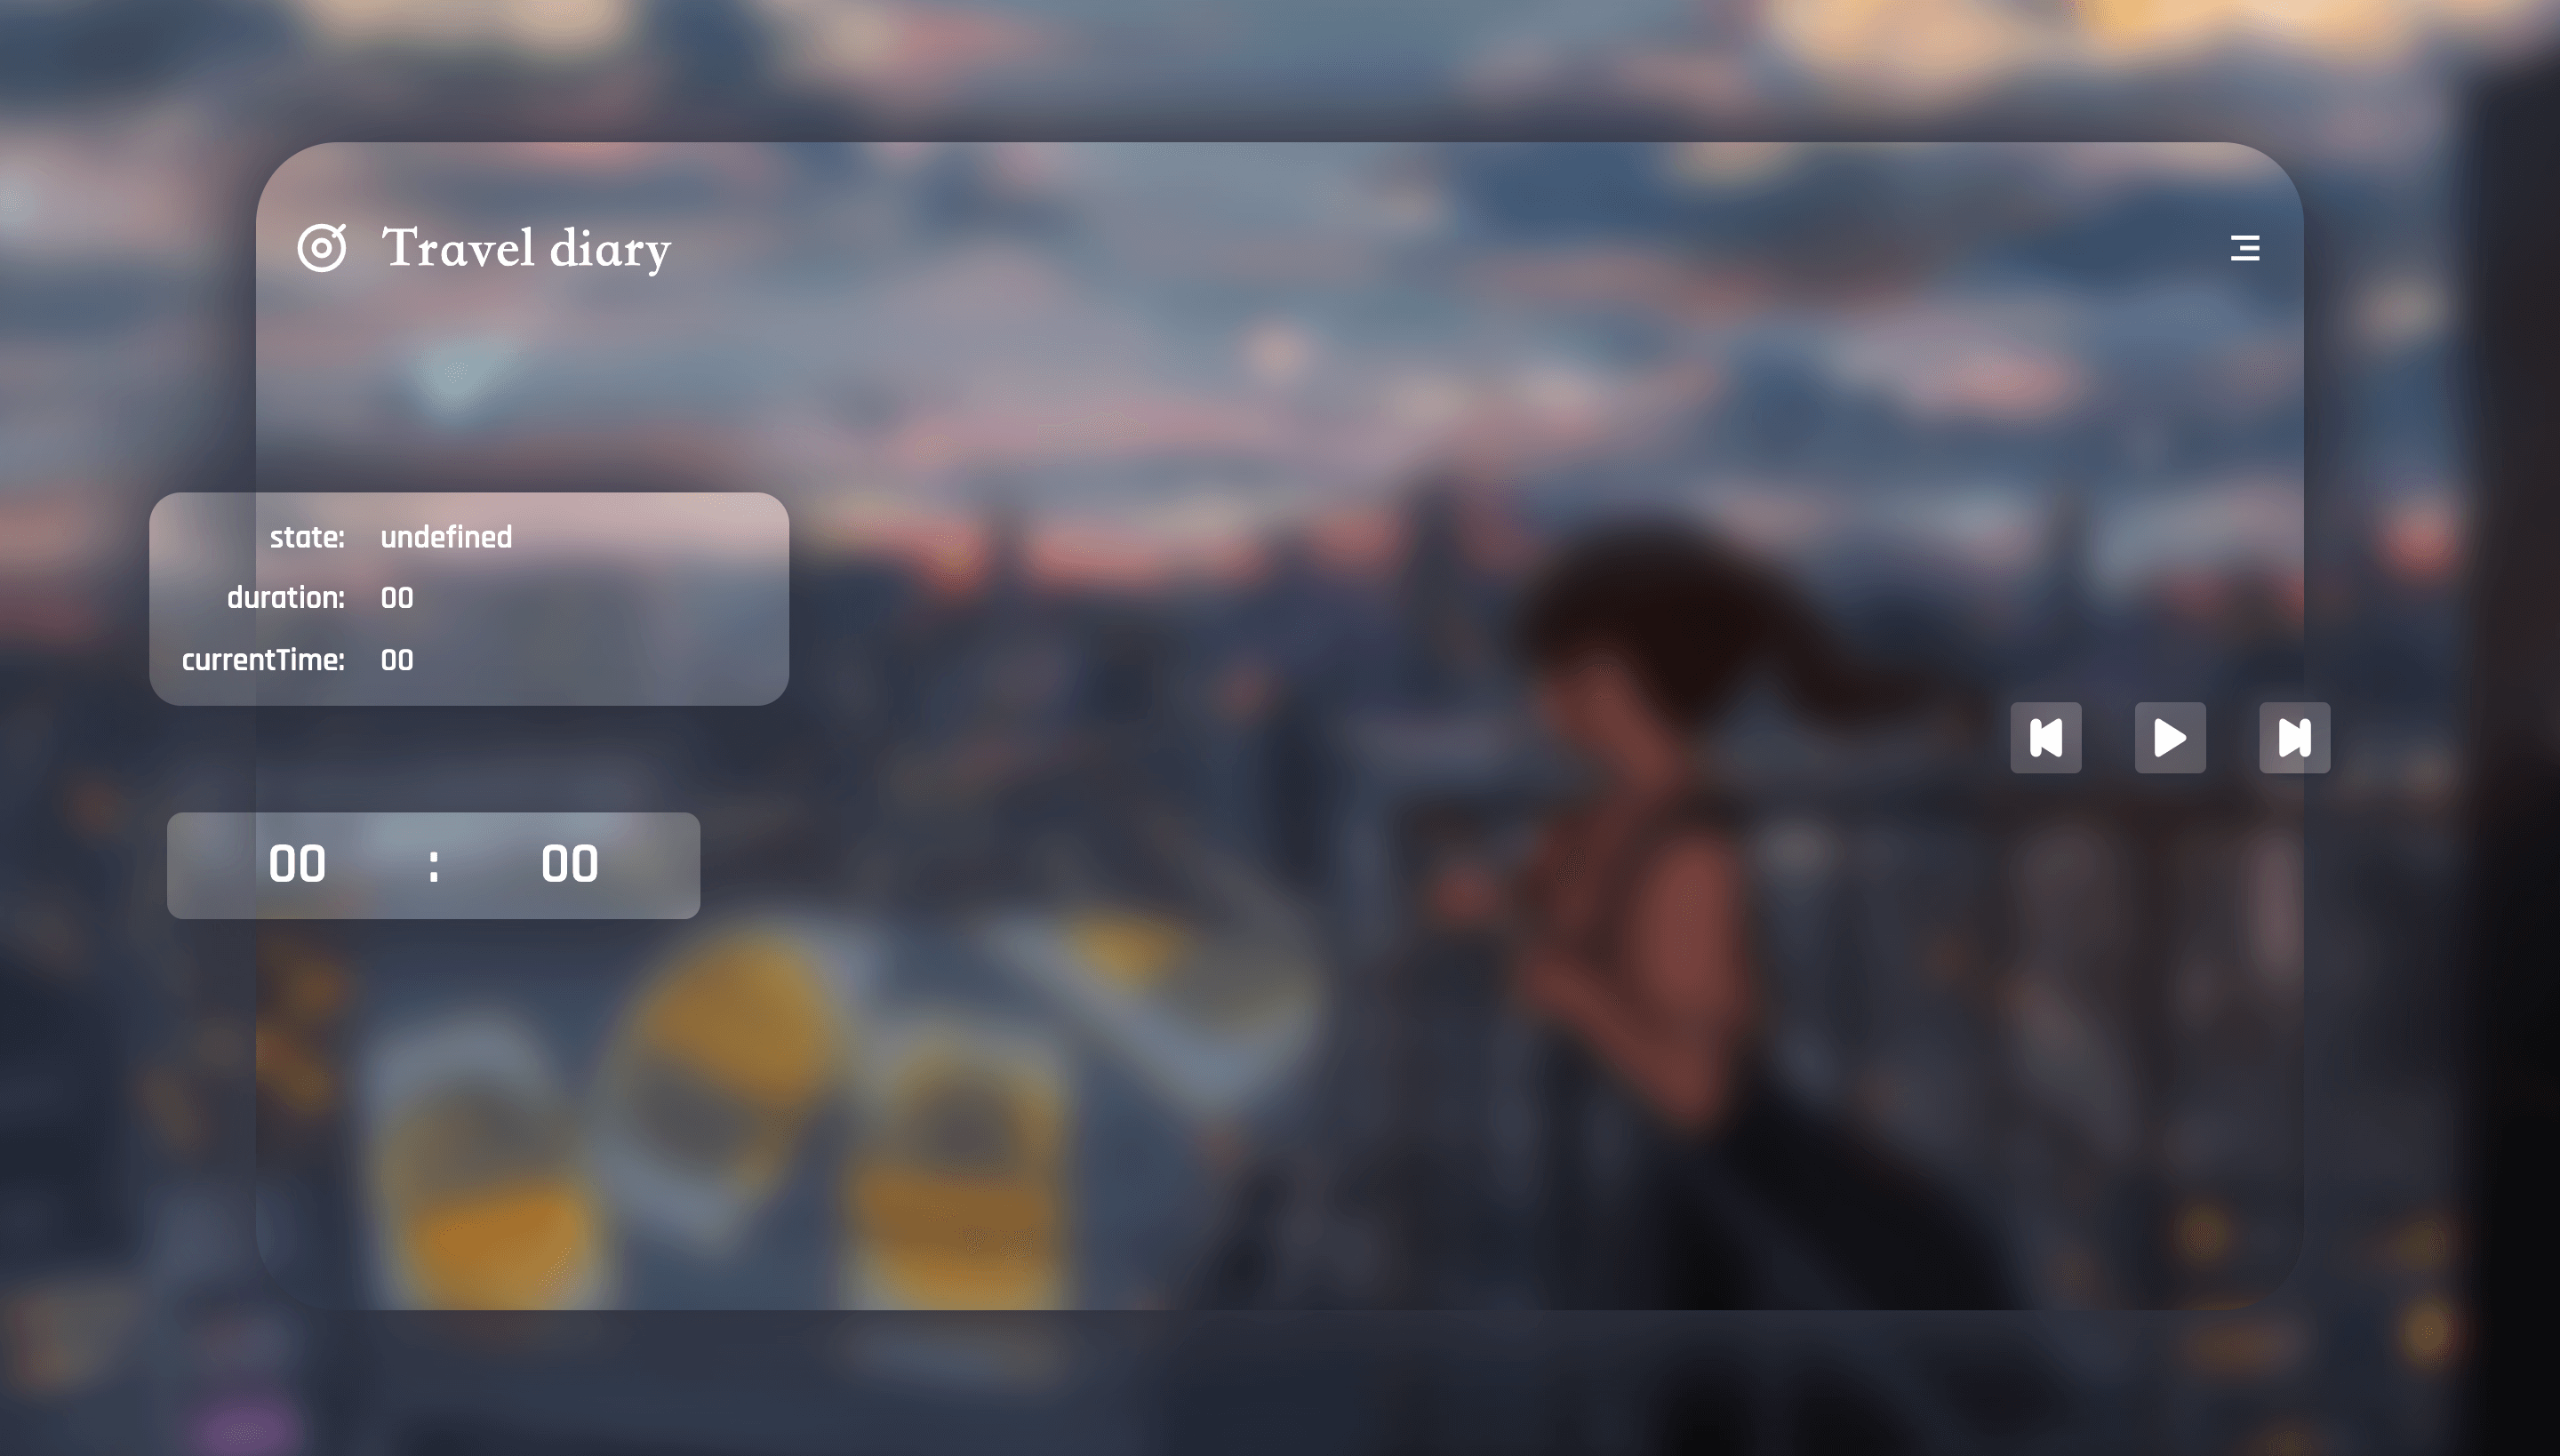 Travel diary
state: undefined
duration: 00
currentTime: 00
00 : 00